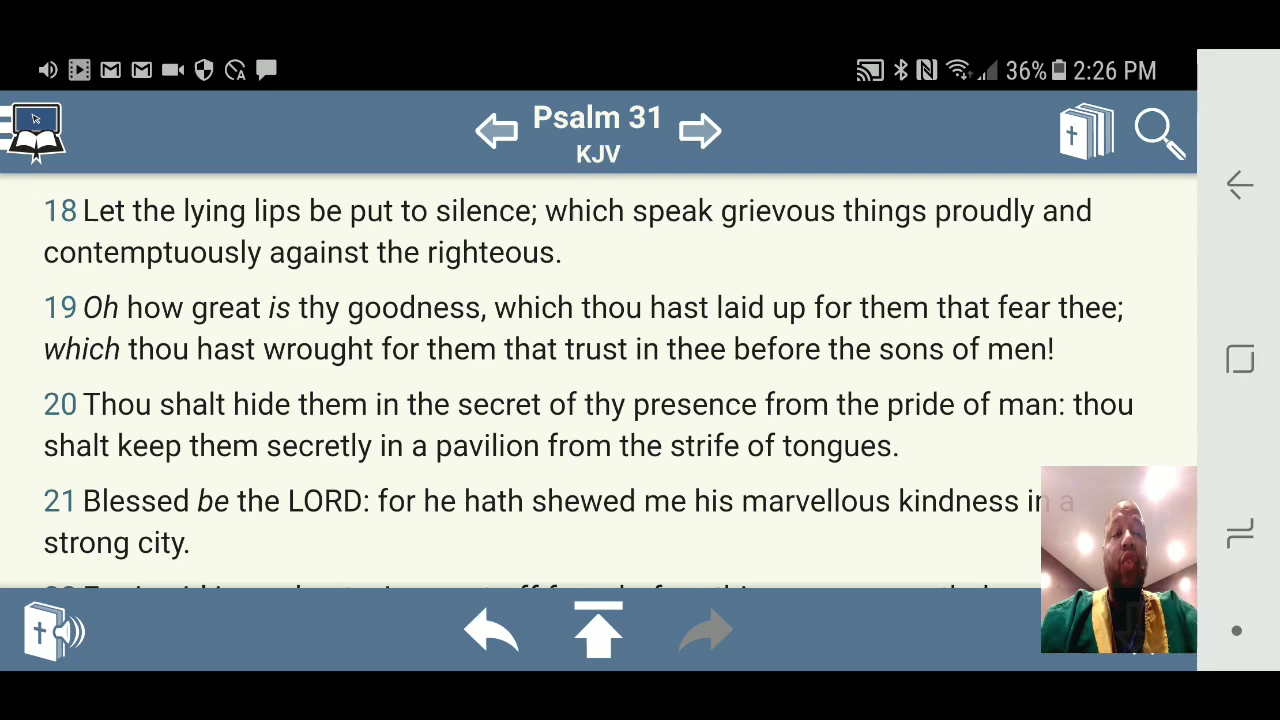 36% 2:26 PM
Psalm 31
KJV
18 Let the lying lips be put to silence; which speak grievous things proudly and
contemptuously against the righteous.
19 Oh how great is thy goodness, which thou hast laid up for them that fear thee;
which thou hast wrought for them that trust in thee before the sons of men!
20 Thou shalt hide them in the secret of thy presence from the pride of man: thou
shalt keep them secretly in a pavilion from the strife of tongues.
21 Blessed be the LORD: for he hath shewed me his marvellous kindness in a
strong city.